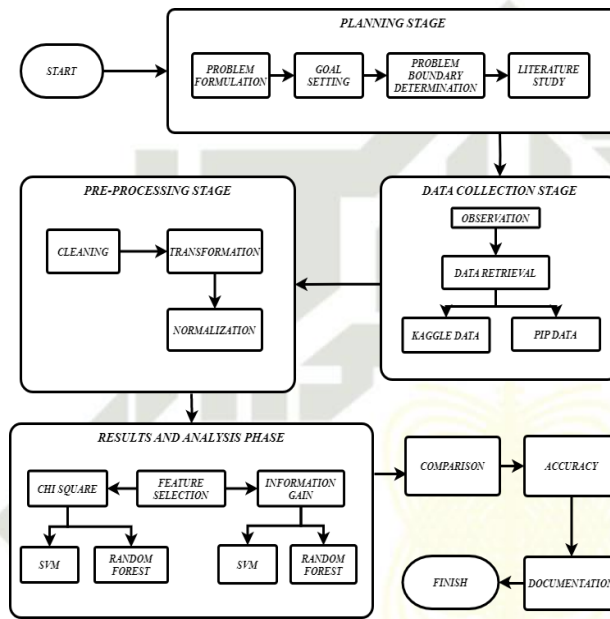 PLANNING STAGE
START
PROBLEM
FORMULATION
GOAL
SETTING
PROBLEM
BOUNDARY
DETERMINATION
LITERATURE
STUDY
PRE-PROCESSING STAGE
CLEANING
TRANSFORMATION
NORMALIZATION
DATA COLLECTION STAGE
OBSERVATION
DATA RETRIEVAL
KAGGLE DATA
PIP DATA
RESULTS AND ANALYSIS PHASE
CHI SQUARE
FEATURE
SELECTION
INFORMATION
GAIN
SVM
RANDOM
FOREST
SVM
RANDOM
FOREST
COMPARISON
ACCURACY
FINISH
DOCUMENTATION